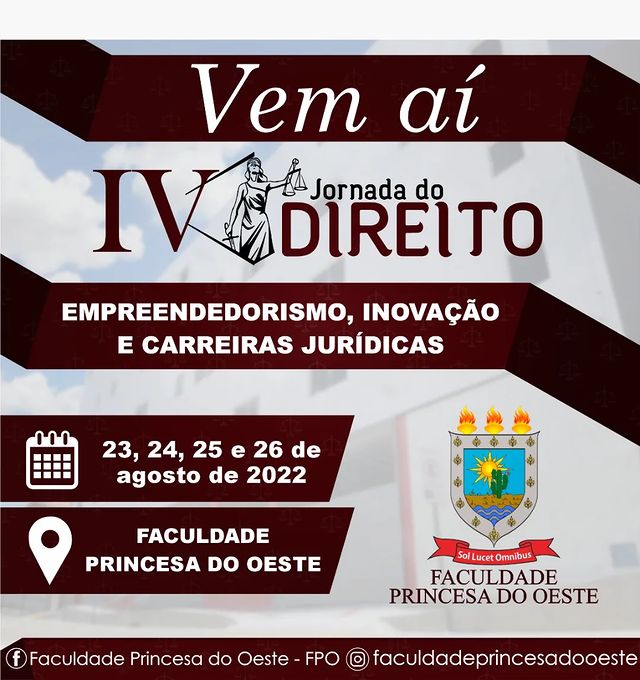 Vem aí
IV Jornada do
DIREITO
EMPREENDEDORISMO, INOVAÇÃO
E CARREIRAS JURÍDICAS
23, 24, 25 e 26 de
agosto de 2022
FACULDADE
PRINCESA DO OESTE
Sol Lucet Omnibus
FACULDADE
PRINCESA DO OESTE
Faculdade Princesa do Oeste - FPO faculdadeprincesadooeste